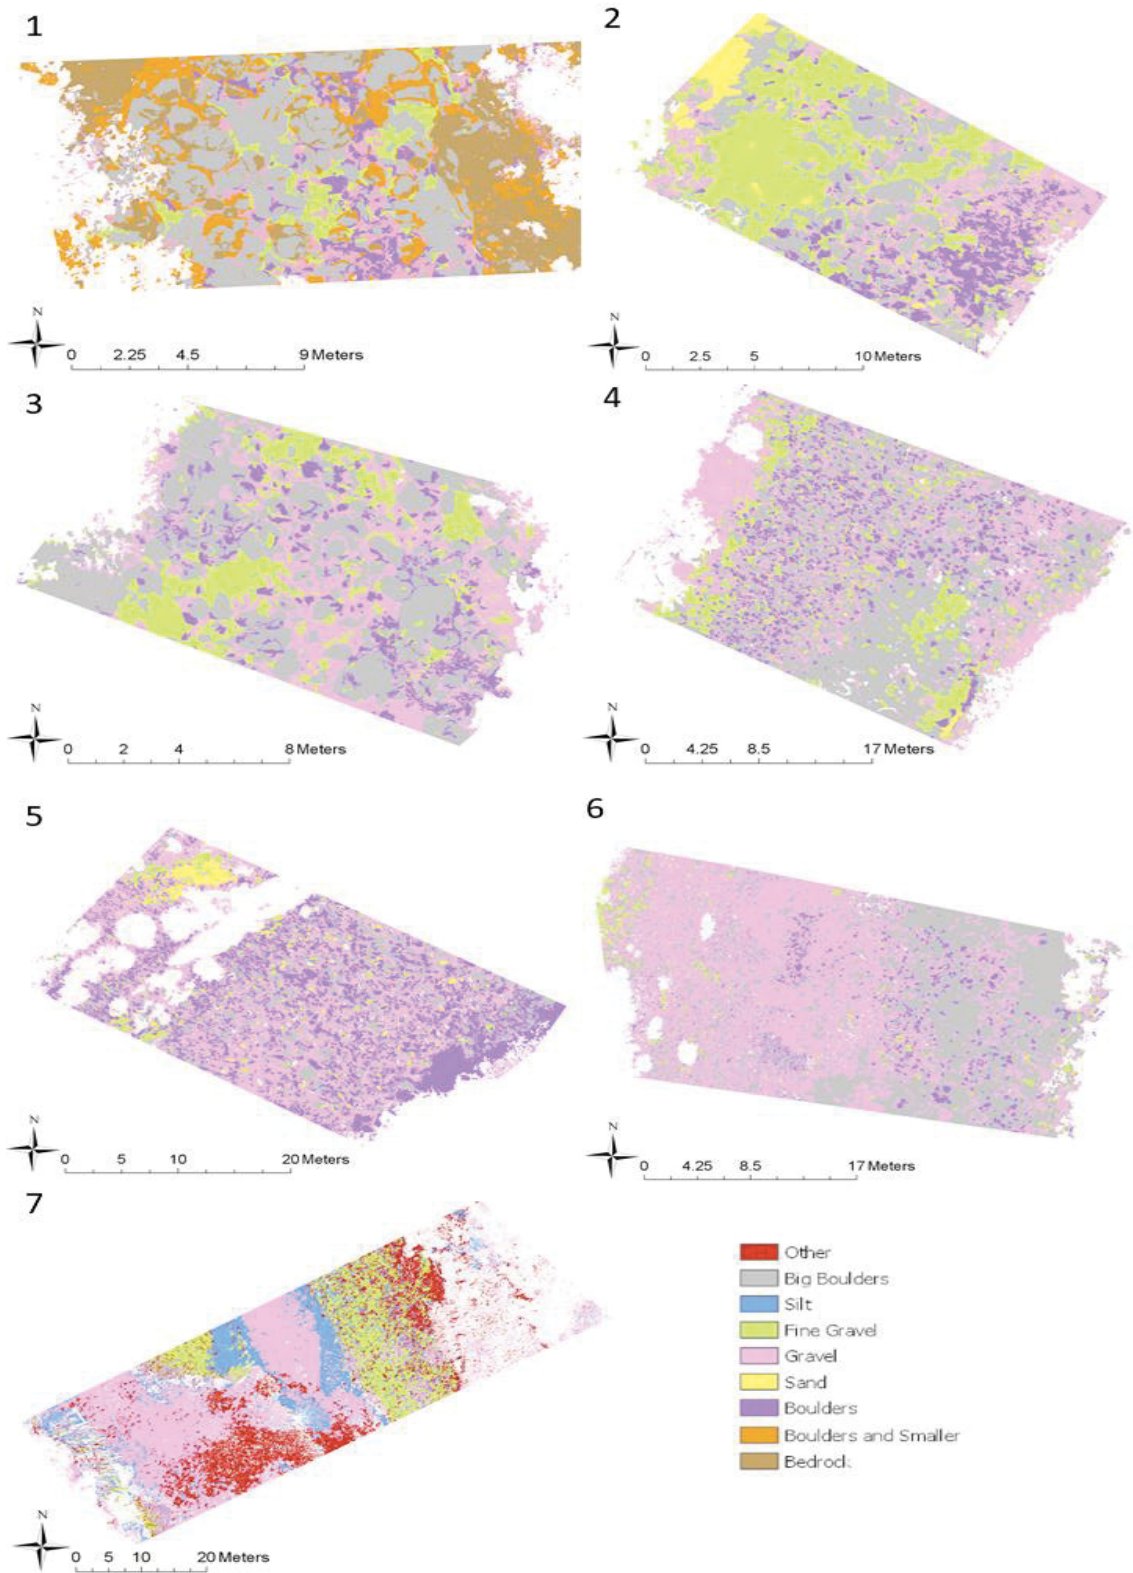 1
2
N
0 2.25 4.5 9 Meters
N
0 2.5 5 10 Meters
3
4
N
0 2 4 8 Meters
N
0 4.25 8.5 17 Meters
5
6
N
0 5 10 20 Meters
N
0 4.25 8.5 17 Meters
7
N
0 5 10 20 Meters
Other
Big Boulders
Silt
Fine Gravel
Gravel
Sand
Boulders
Boulders and Smaller
Bedrock